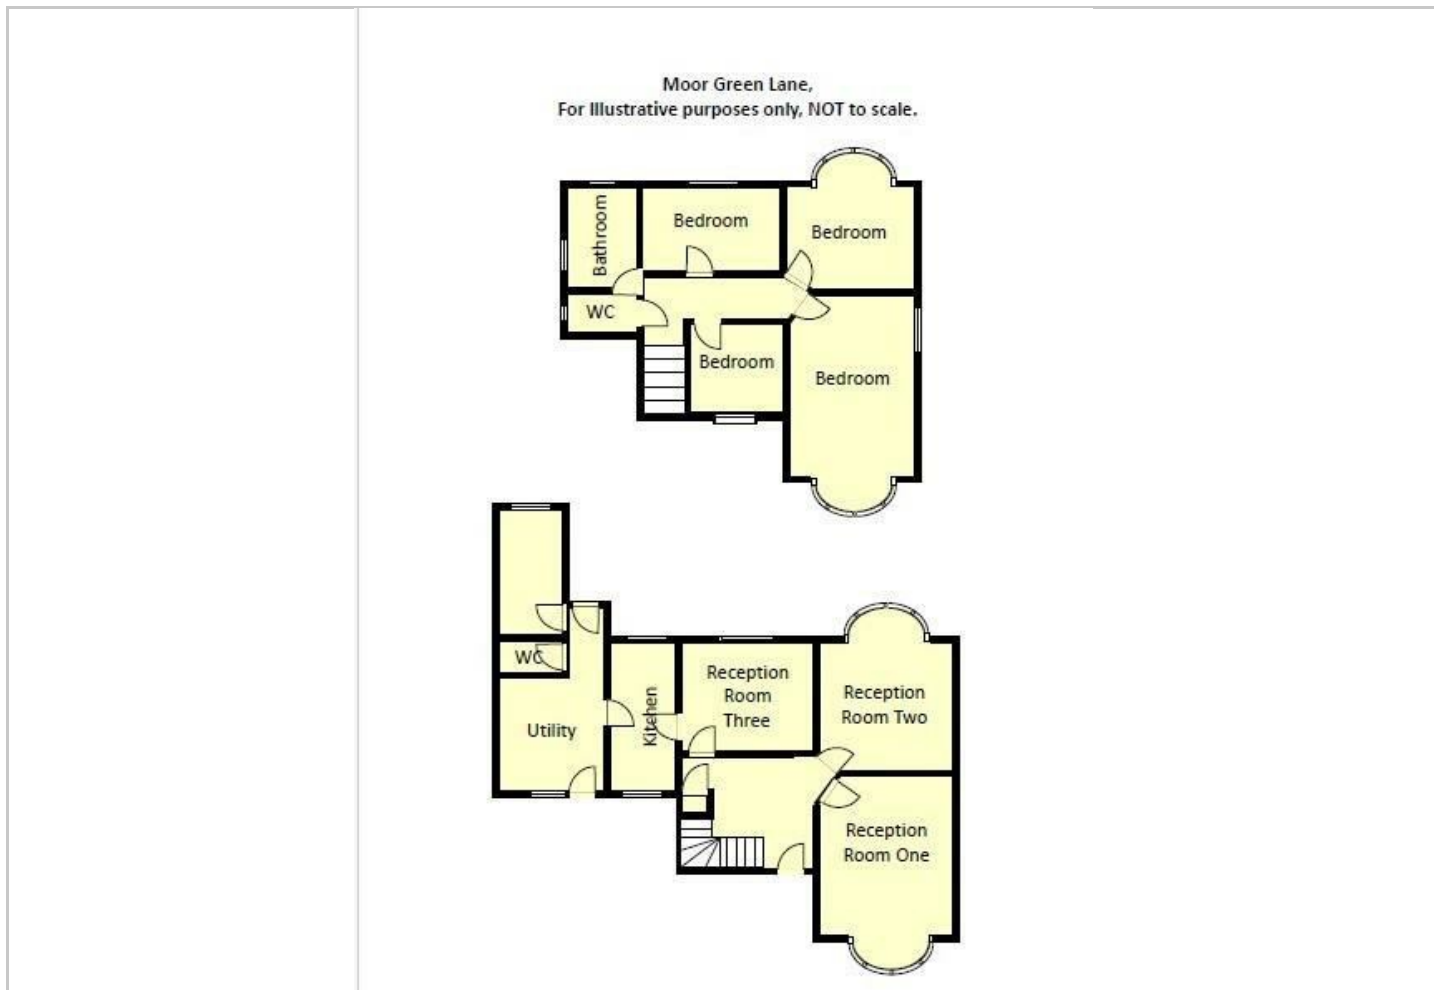 Moor Green Lane,
For Illustrative purposes only, NOT to scale.
Bathroom
Bedroom
Bedroom
WC
Bedroom
Bedroom
WC
Utility
Kitchen
Reception
Room
Three
Reception
Room Two
Reception
Room One